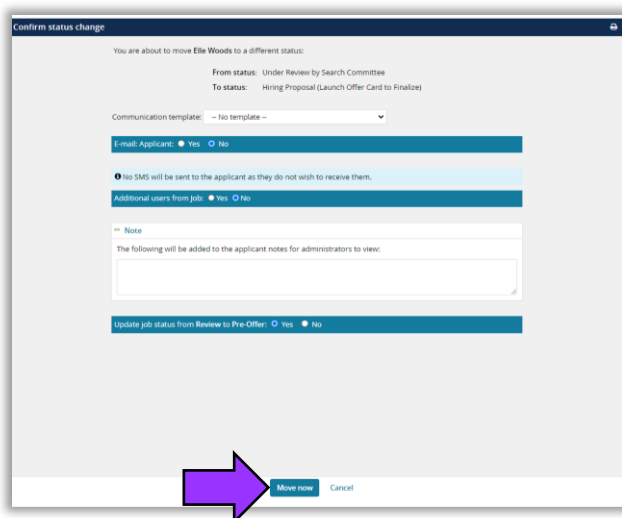 Confirm status change
You are about to move Elle Woods to a different status:
From status: Under Review by Search Committee
To status: Hiring Proposal (Launch Offer Card to Finalize)
Communication template: -- No template --
E-mail: Applicant: Yes No
No SMS will be sent to the applicant as they do not wish to receive them.
Additional users from Job: Yes No
Note
The following will be added to the applicant notes for administrators to view:
Update job status from Review to Pre-Offer: Yes No
Move now Cancel